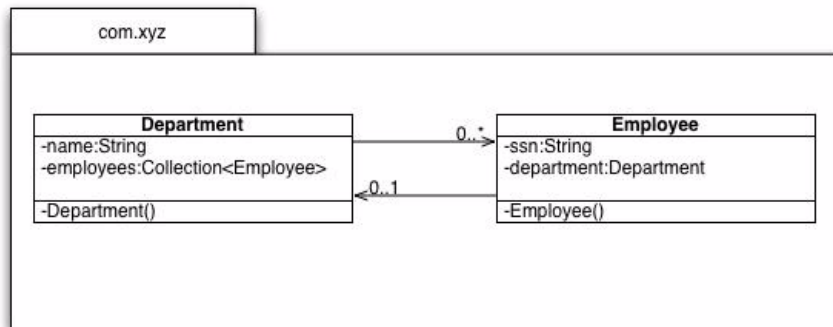 com.xyz
Department
-name:String
-employees:Collection<Employee>
-Department()
0..*
0..1
Employee
-ssn:String
-department:Department
-Employee()